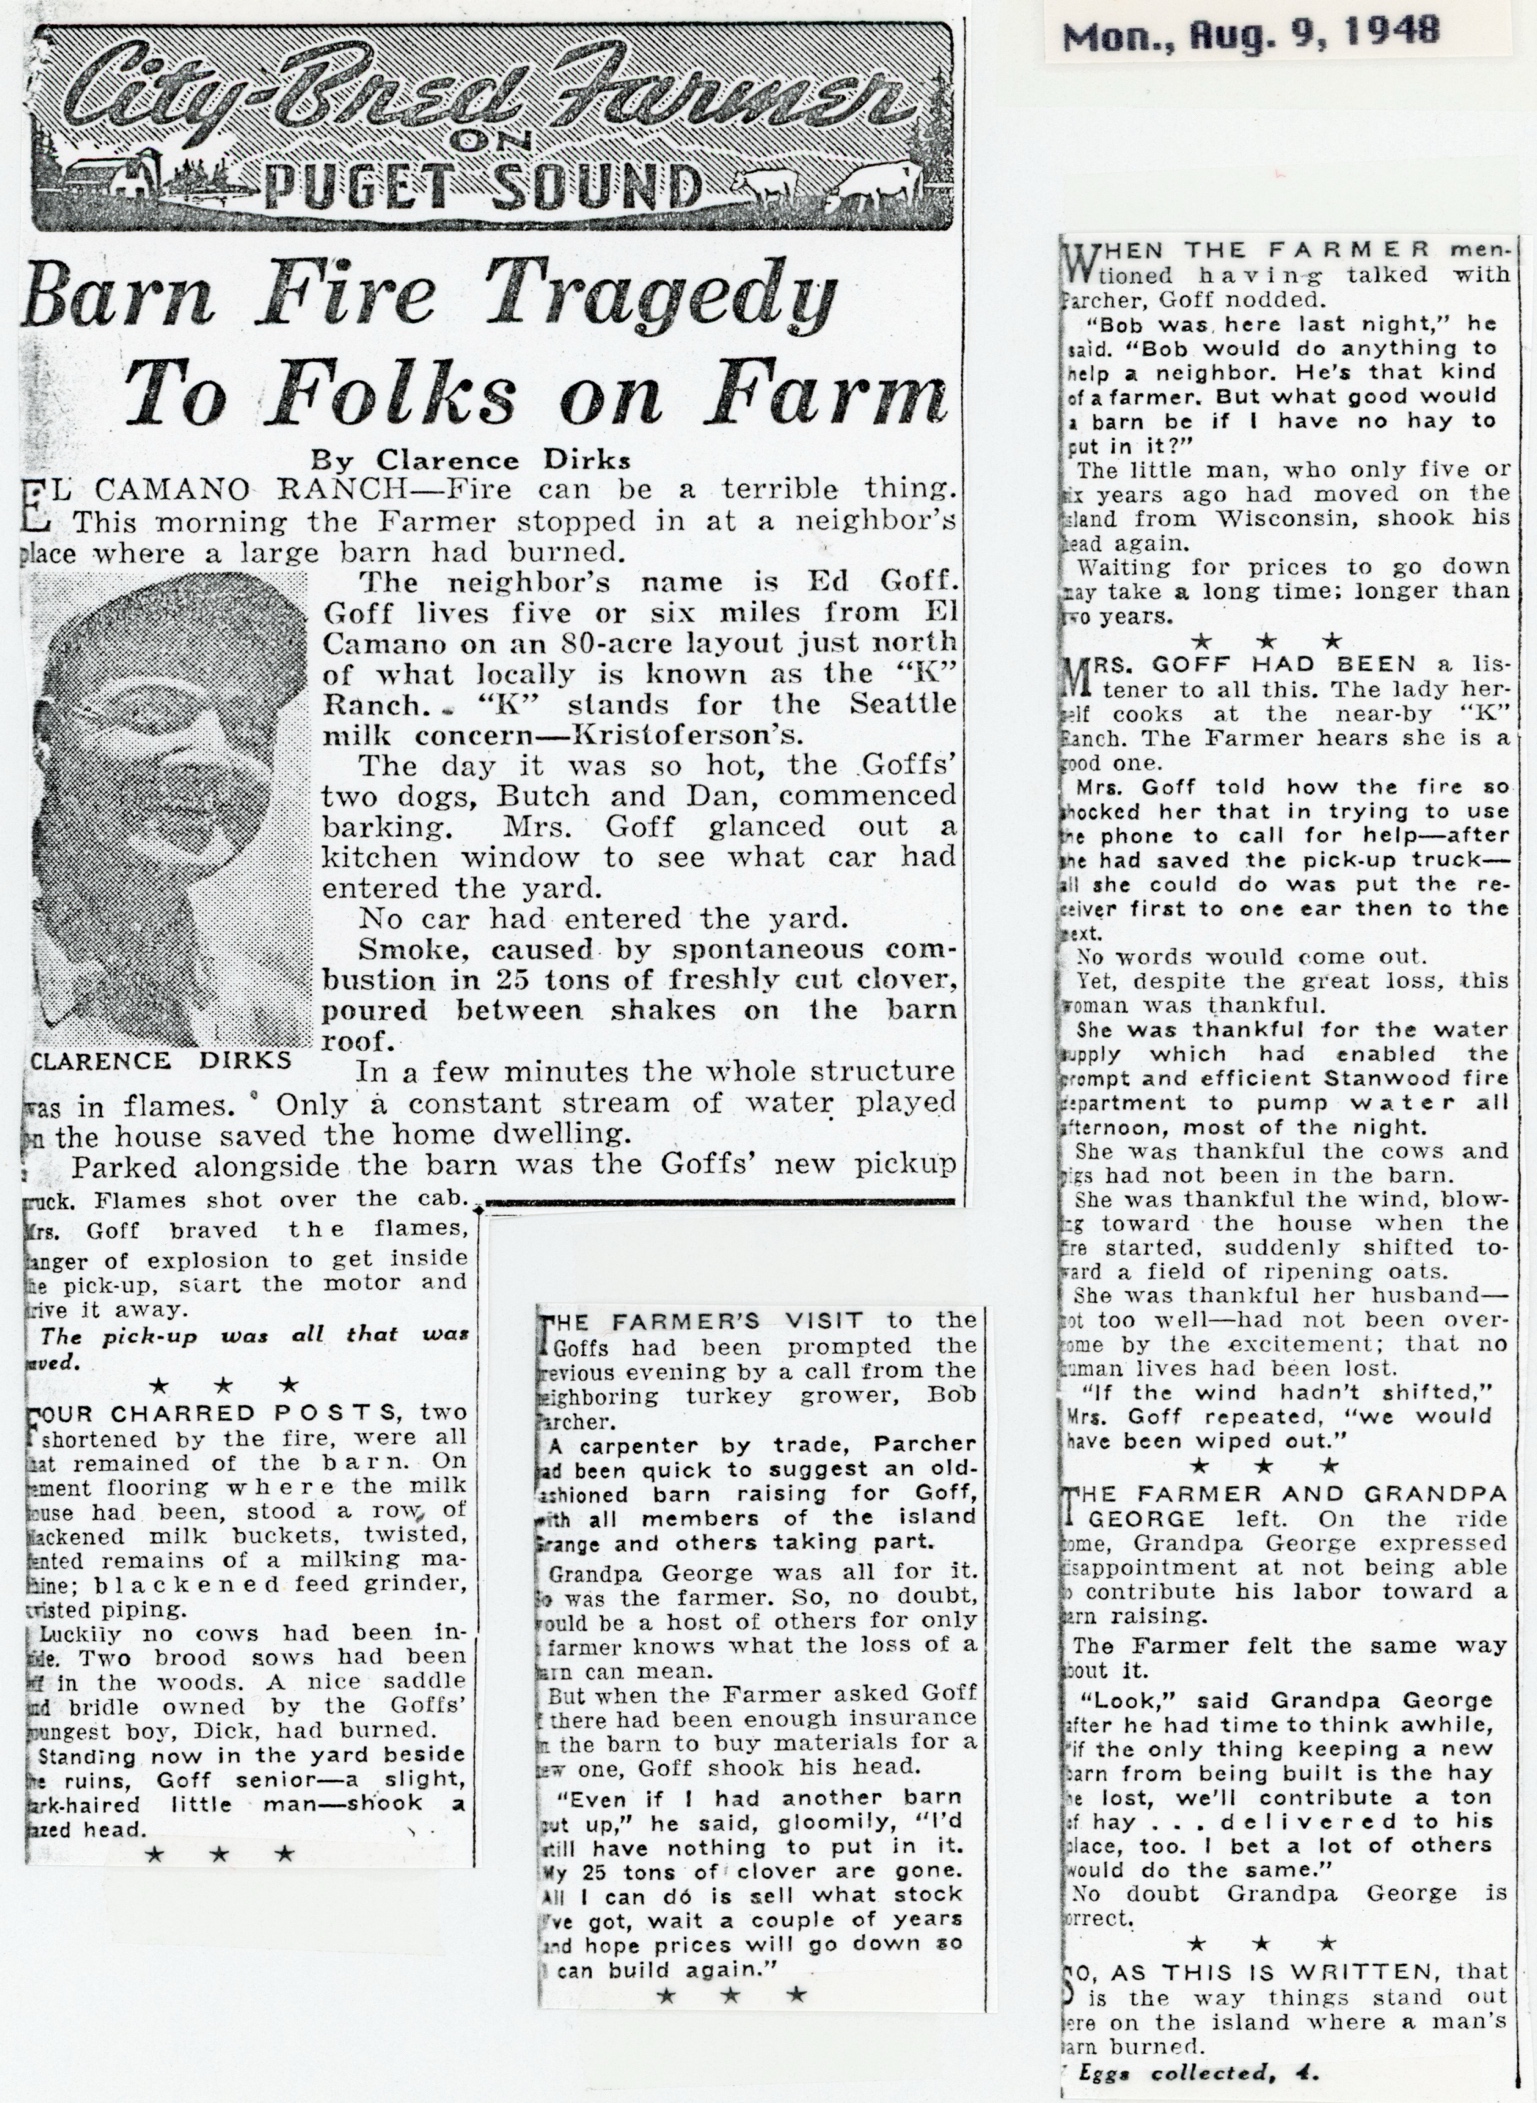 City-Bred Farmer
ON
PUGET SOUND
Barn Fire Tragedy
To Folks on Farm
By Clarence Dirks
EL CAMANO RANCH—Fire can be a terrible thing.
This morning the Farmer stopped in at a neighbor's
place where a large barn had burned.
The neighbor's name is Ed Goff.
Goff lives five or six miles from El
Camano on an 80-acre layout just north
of what locally is known as the "K"
Ranch. "K" stands for the Seattle
milk concern—Kristoferson's.
The day it was so hot, the Goffs'
two dogs, Butch and Dan, commenced
barking. Mrs. Goff glanced out a
kitchen window to see what car had
entered the yard.
No car had entered the yard.
Smoke, caused by spontaneous com-
bustion in 25 tons of freshly cut clover,
poured between shakes on the barn
roof.
CLARENCE DIRKS
In a few minutes the whole structure
was in flames. Only a constant stream of water played
on the house saved the home dwelling.
Parked alongside the barn was the Goffs' new pickup
truck. Flames shot over the cab.
Mrs. Goff braved the flames,
danger of explosion to get inside
the pick-up, start the motor and
drive it away.
The pick-up was all that was
saved.
★ ★ ★
FOUR CHARRED POSTS, two
shortened by the fire, were all
that remained of the barn. On
cement flooring where the milk
house had been, stood a row of
blackened milk buckets, twisted,
dented remains of a milking ma-
chine; blackened feed grinder,
twisted piping.
Luckily no cows had been in-
side. Two brood sows had been
off in the woods. A nice saddle
and bridle owned by the Goffs'
youngest boy, Dick, had burned.
Standing now in the yard beside
the ruins, Goff senior—a slight,
dark-haired little man—shook a
dazed head.
★ ★ ★
THE FARMER'S VISIT to the
Goffs had been prompted the
previous evening by a call from the
neighboring turkey grower, Bob
Parcher.
A carpenter by trade, Parcher
had been quick to suggest an old-
fashioned barn raising for Goff,
with all members of the island
Grange and others taking part.
Grandpa George was all for it.
So was the farmer. So, no doubt,
would be a host of others for only
a farmer knows what the loss of a
barn can mean.
But when the Farmer asked Goff
if there had been enough insurance
on the barn to buy materials for a
new one, Goff shook his head.
"Even if I had another barn
put up," he said, gloomily, "I'd
still have nothing to put in it.
My 25 tons of clover are gone.
All I can do is sell what stock
I've got, wait a couple of years
and hope prices will go down so
I can build again."
★ ★ ★
Mon., Aug. 9, 1948
WHEN THE FARMER men-
tioned having talked with
Parcher, Goff nodded.
"Bob was here last night," he
said. "Bob would do anything to
help a neighbor. He's that kind
of a farmer. But what good would
a barn be if I have no hay to
put in it?"
The little man, who only five or
six years ago had moved on the
island from Wisconsin, shook his
head again.
Waiting for prices to go down
may take a long time; longer than
two years.
★ ★ ★
MRS. GOFF HAD BEEN a lis-
tener to all this. The lady her-
self cooks at the near-by "K"
Ranch. The Farmer hears she is a
good one.
Mrs. Goff told how the fire so
shocked her that in trying to use
the phone to call for help—after
she had saved the pick-up truck—
all she could do was put the re-
ceiver first to one ear then to the
next.
No words would come out.
Yet, despite the great loss, this
woman was thankful.
She was thankful for the water
supply which had enabled the
prompt and efficient Stanwood fire
department to pump water all
afternoon, most of the night.
She was thankful the cows and
pigs had not been in the barn.
She was thankful the wind, blow-
ing toward the house when the
fire started, suddenly shifted to-
ward a field of ripening oats.
She was thankful her husband—
not too well—had not been over-
come by the excitement; that no
human lives had been lost.
"If the wind hadn't shifted,"
Mrs. Goff repeated, "we would
have been wiped out."
★ ★ ★
THE FARMER AND GRANDPA
GEORGE left. On the ride
home, Grandpa George expressed
disappointment at not being able
to contribute his labor toward a
barn raising.
The Farmer felt the same way
about it.
"Look," said Grandpa George
after he had time to think awhile,
"if the only thing keeping a new
barn from being built is the hay
he lost, we'll contribute a ton
of hay . . . delivered to his
place, too. I bet a lot of others
would do the same."
No doubt Grandpa George is
correct.
★ ★ ★
SO, AS THIS IS WRITTEN, that
is the way things stand out
here on the island where a man's
barn burned.
Eggs collected, 4.